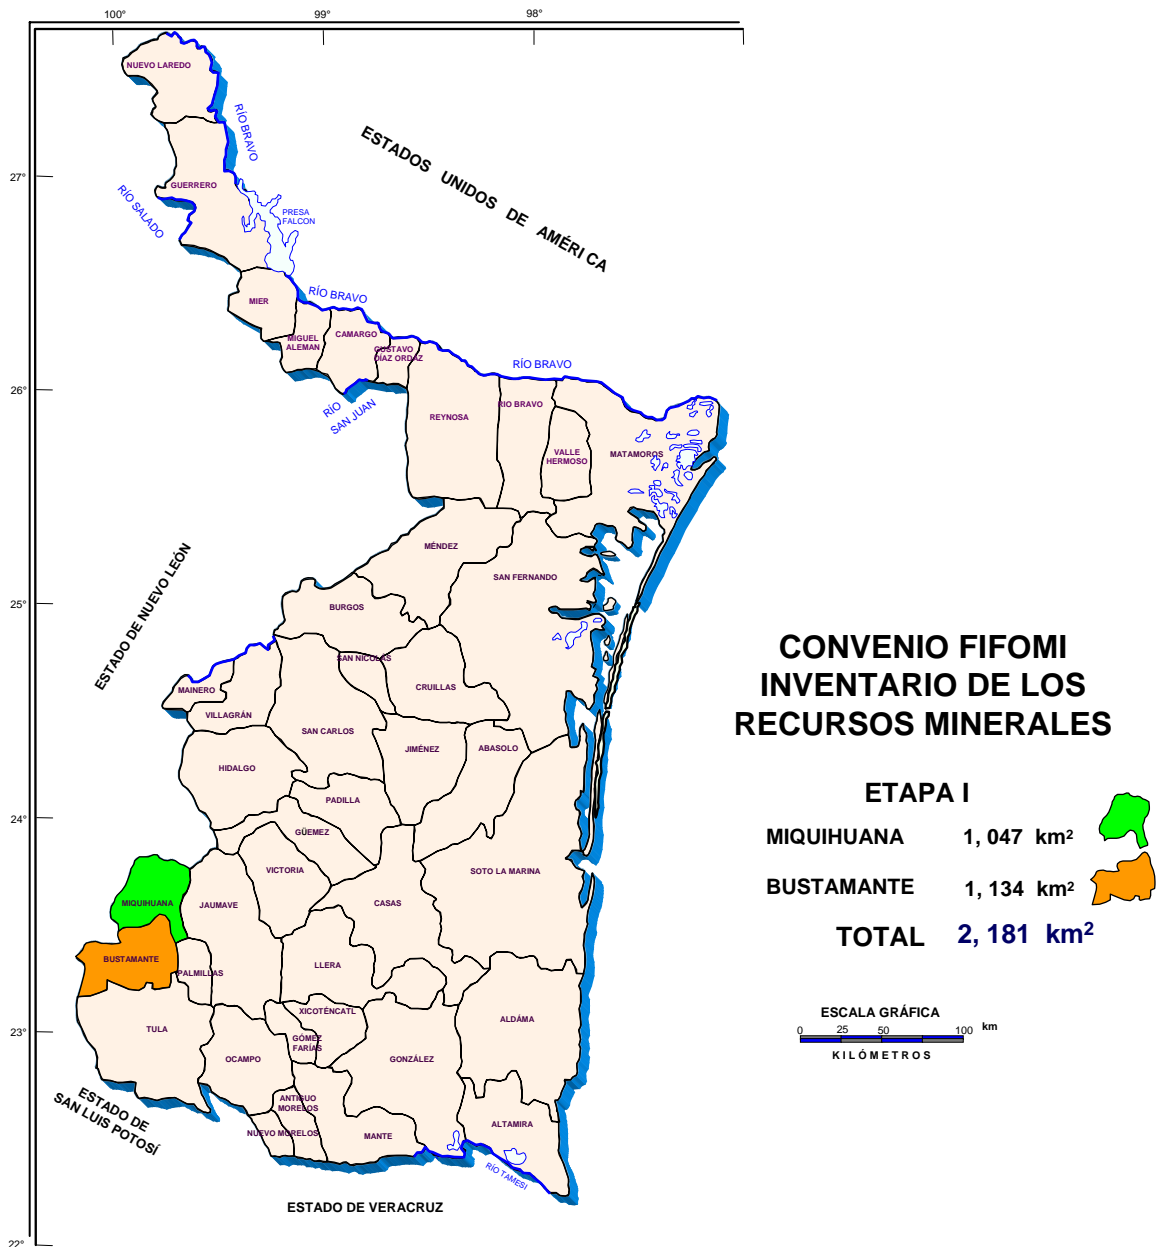 100°
99°
98°
NUEVO LAREDO
RÍO BRAVO
ESTADOS UNIDOS DE AMÉRI CA
27°
GUERRERO
RÍO SALADO
PRESA
FALCON
MIER
RÍO BRAVO
MIGUEL
ALEMAN
CAMARGO
GUSTAVO
DÍAZ ORDAZ
RÍO BRAVO
26°
RÍO
SAN JUAN
REYNOSA
RIO BRAVO
VALLE
HERMOSO
MATAMOROS
ESTADO DE NUEVO LEÓN
MÉNDEZ
SAN FERNANDO
25°
BURGOS
SAN NICOLAS
CRUILLAS
MAINERO
VILLAGRÁN
SAN CARLOS
JIMÉNEZ
ABASOLO
HIDALGO
PADILLA
24°
GÜEMEZ
VICTORIA
SOTO LA MARINA
MIQUIHUANA
JAUMAVE
CASAS
BUSTAMANTE
PALMILLAS
LLERA
23°
TULA
XICOTÉNCATL
GÓMEZ
FARÍAS
ALDÁMA
OCAMPO
GONZÁLEZ
ANTIGUO
MORELOS
NUEVO MORELOS
MANTE
ALTAMIRA
ESTADO DE
SAN LUIS POTOSÍ
RÍO TAMESI
ESTADO DE VERACRUZ
22°
CONVENIO FIFOMI
INVENTARIO DE LOS
RECURSOS MINERALES
ETAPA I
MIQUIHUANA 1, 047 km²
BUSTAMANTE 1, 134 km²
TOTAL 2, 181 km²
ESCALA GRÁFICA
0 25 50 100 km
KILÓMETROS